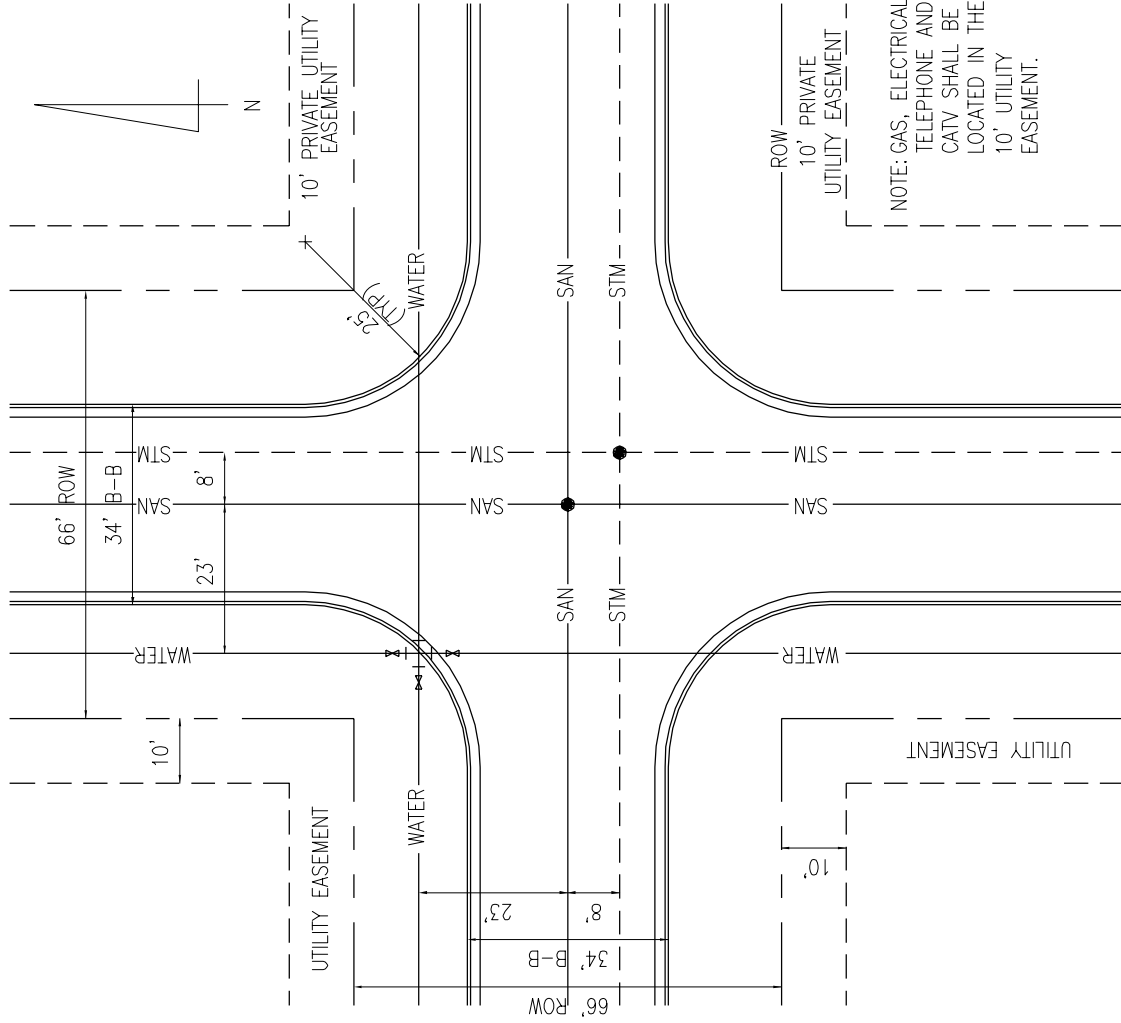 N
10' PRIVATE UTILITY
EASEMENT
66' ROW
34' B-B
8'
23'
10'
25'
(TYP)
STM
SAN
WATER
WATER
WATER
UTILITY EASEMENT
SAN
STM
STM
SAN
SAN
STM
23'
8'
34' B-B
66' ROW
WATER
SAN
STM
10'
UTILITY EASEMENT
ROW
10' PRIVATE
UTILITY EASEMENT
NOTE: GAS, ELECTRICAL
TELEPHONE AND
CATV SHALL BE
LOCATED IN THE
10' UTILITY
EASEMENT.